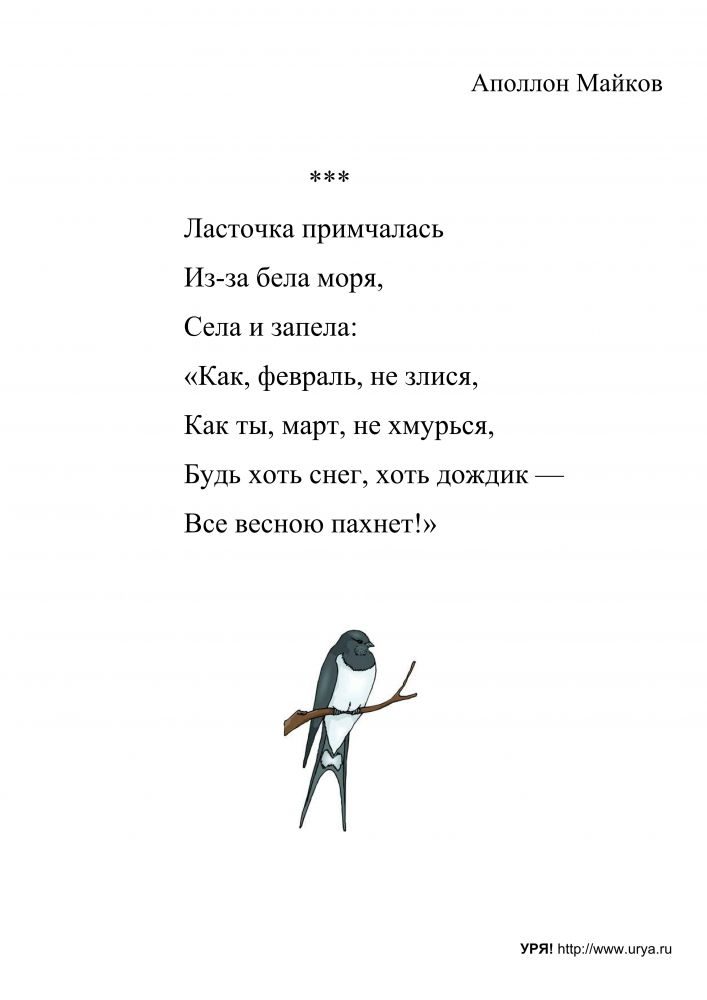 Аполлон Майков
***
Ласточка примчалась
Из-за бела моря,
Села и запела:
«Как, февраль, не злися,
Как ты, март, не хмурься,
Будь хоть снег, хоть дождик —
Все весною пахнет!»
УРЯ! http://www.urya.ru